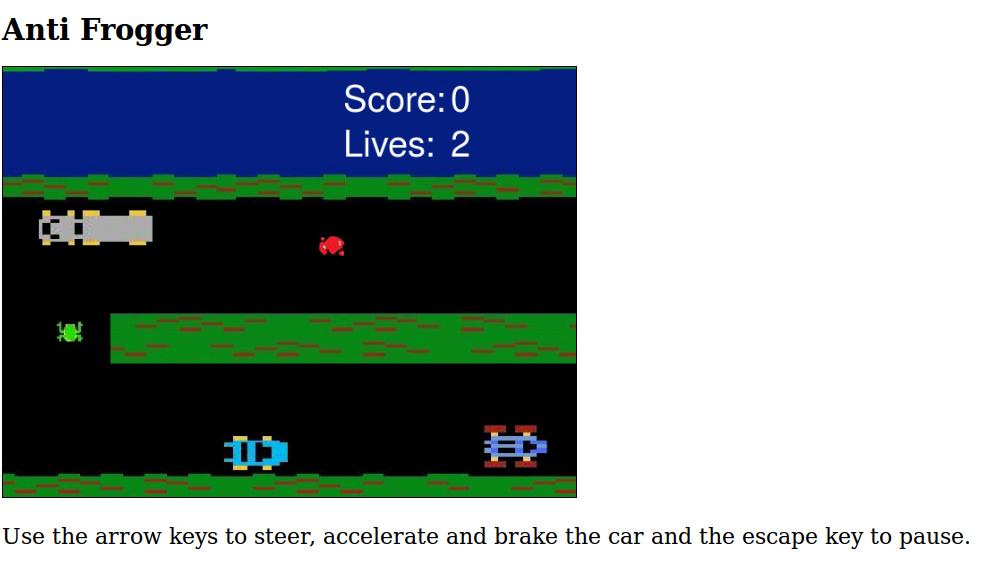 Anti Frogger
Score: 0
Lives: 2
Use the arrow keys to steer, accelerate and brake the car and the escape key to pause.